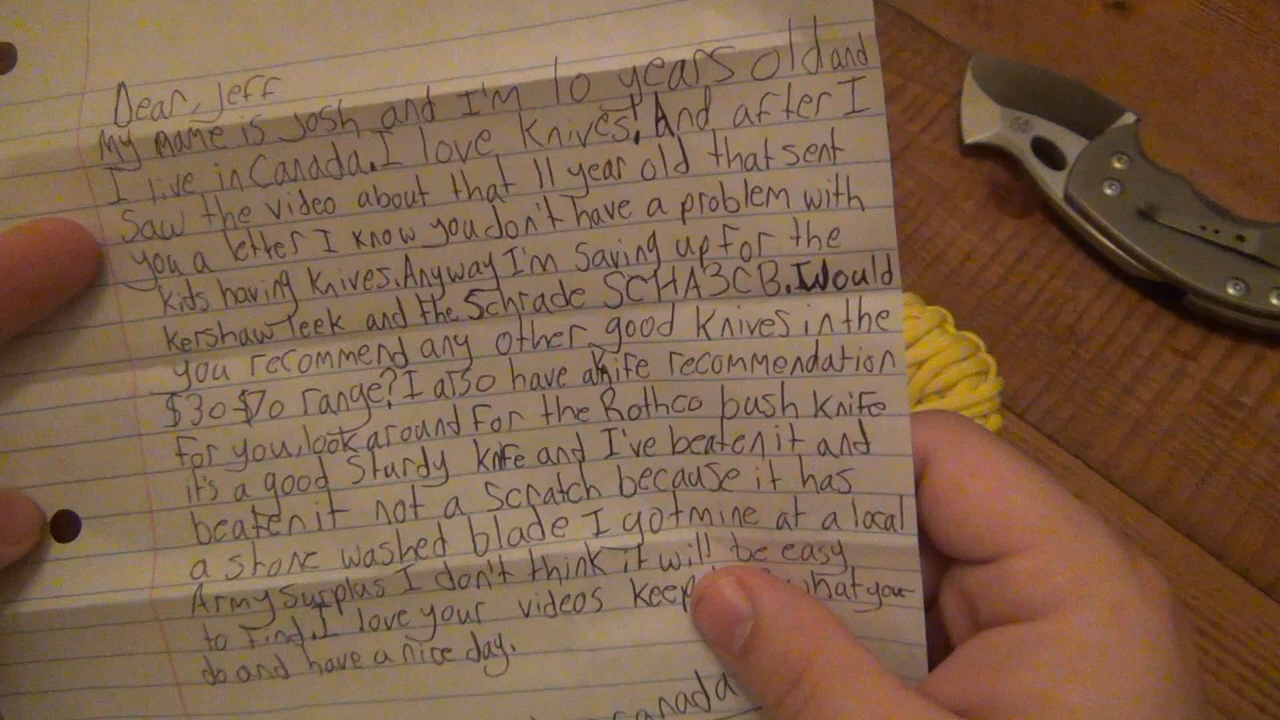 Dear, Jeff
My name is Josh and I'm 10 years old and
I live in Canada. I love knives! And after I
saw the video about that 11 year old that sent
you a letter I know you don't have a problem with
kids having knives. Anyway I'm saving up for the
kershaw leek and the Schrade SCHA3CB. Would
you recommend any other good knives in the
$30-$70 range? I also have a knife recommendation
for you, look around for the Rothco bush knife
it's a good sturdy knife and I've beaten it and
beaten it not a scratch because it has
a stone washed blade I got mine at a local
Army surplus I don't think it will be easy
to find. I love your videos keep what you
do and have a nice day.
Canada